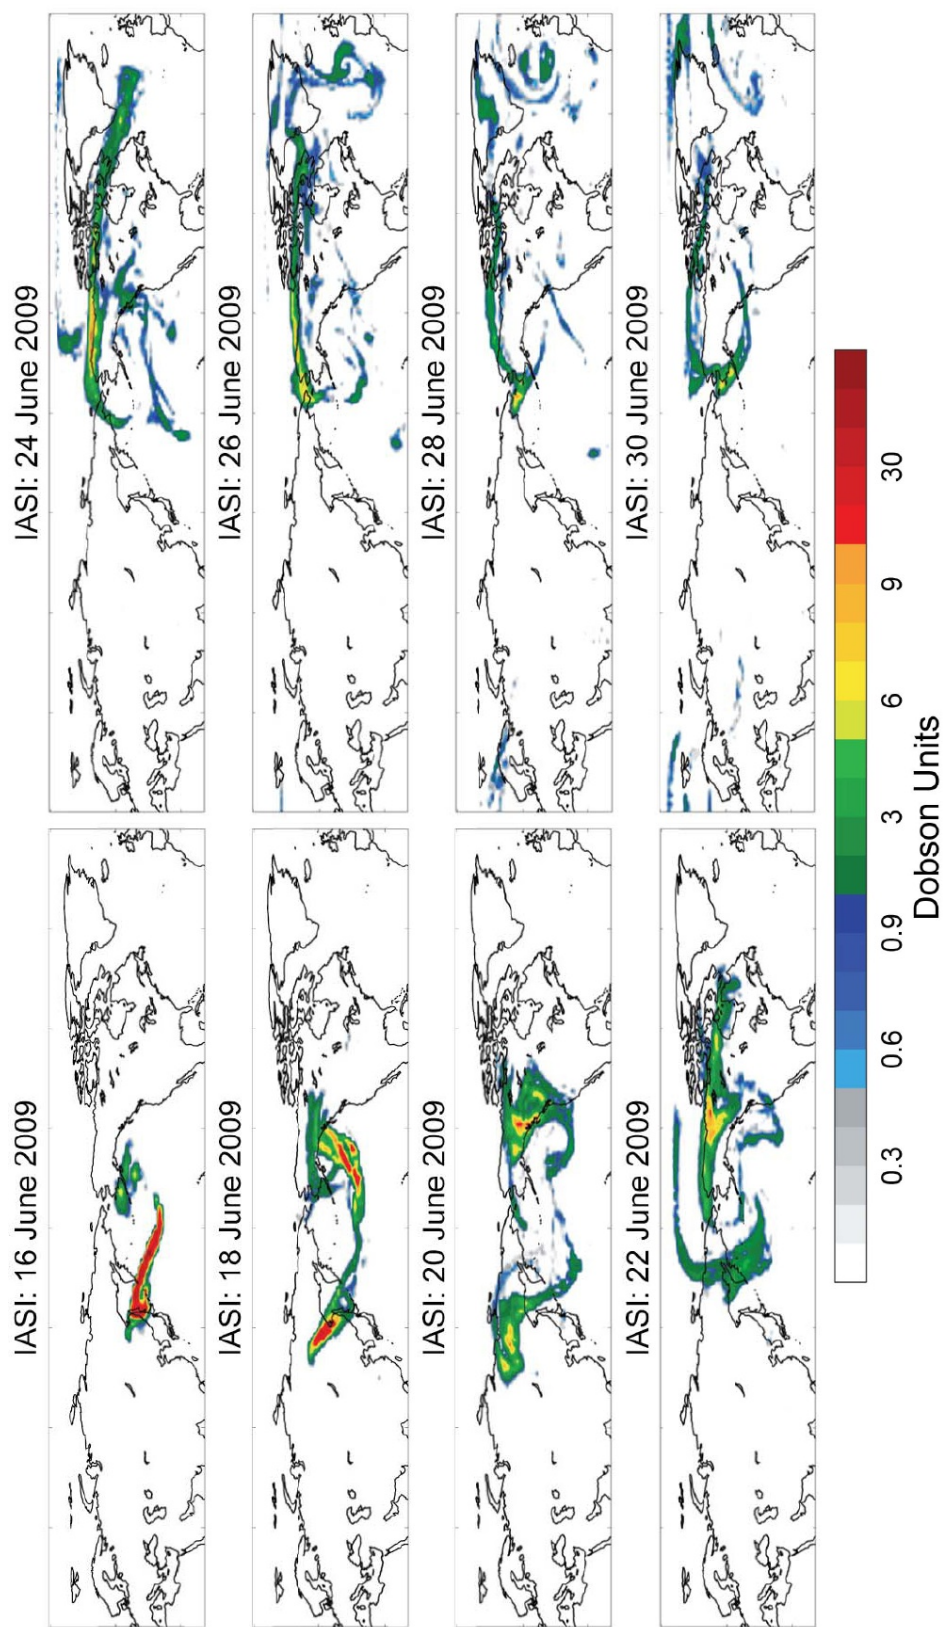 IASI: 16 June 2009
IASI: 18 June 2009
IASI: 20 June 2009
IASI: 22 June 2009
IASI: 24 June 2009
IASI: 26 June 2009
IASI: 28 June 2009
IASI: 30 June 2009
0.3 0.6 0.9 3 6 9 30
Dobson Units